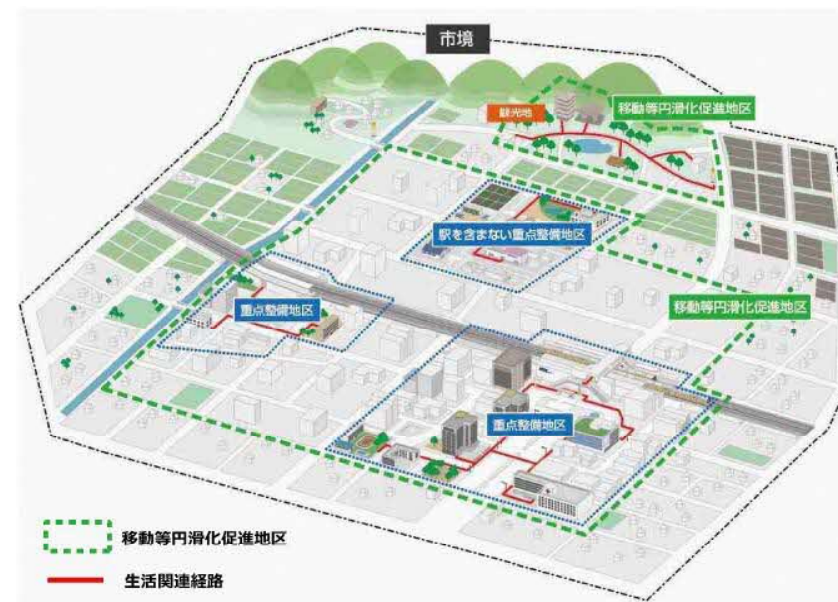 市境
観光地
移動等円滑化促進地区
駅を含まない重点整備地区
重点整備地区
移動等円滑化促進地区
重点整備地区
移動等円滑化促進地区
生活関連経路